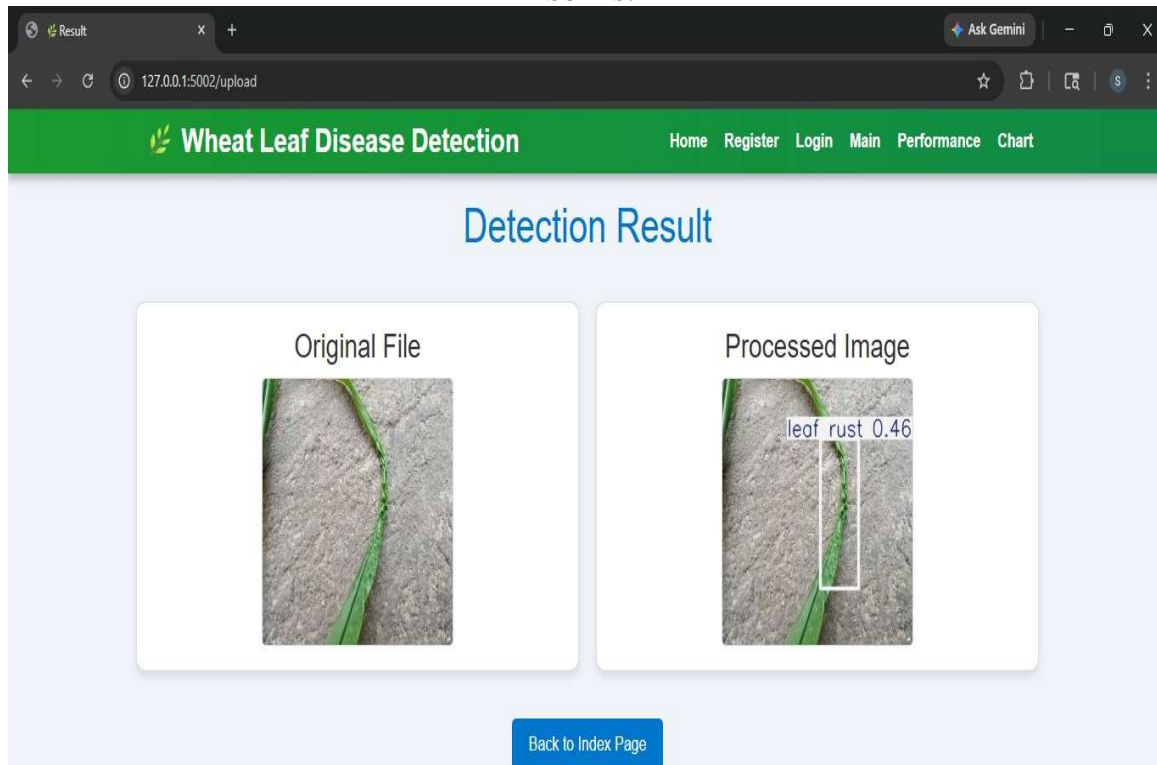 Result
Ask Gemini
127.0.0.1:5002/upload
S
Wheat Leaf Disease Detection
Home Register Login Main Performance Chart
Detection Result
Original File
Processed Image
leaf rust 0.46
Back to Index Page